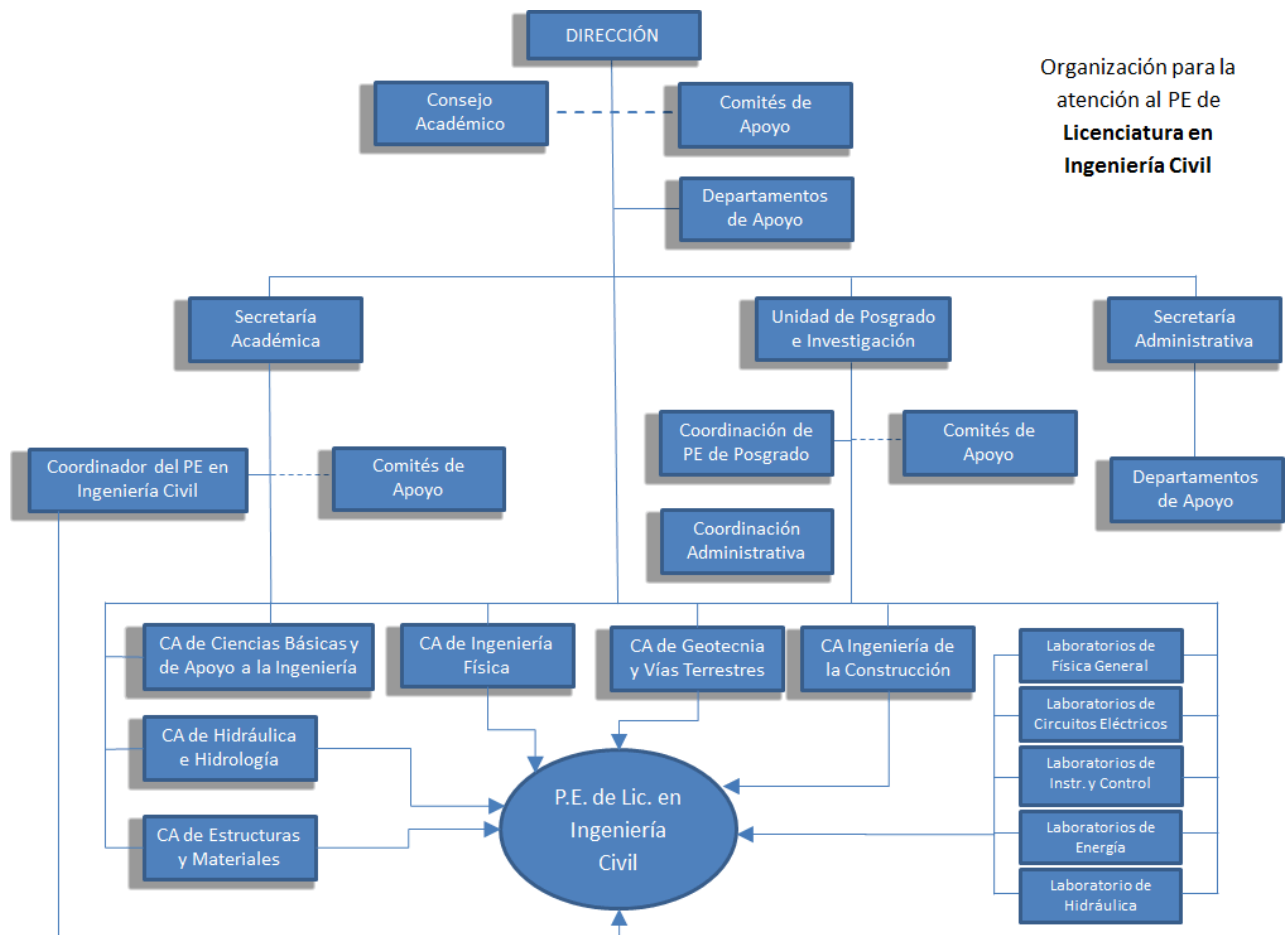 DIRECCIÓN
Organización para la
atención al PE de
Licenciatura en
Ingeniería Civil
Consejo
Académico
Comités de
Apoyo
Departamentos
de Apoyo
Secretaría
Académica
Unidad de Posgrado
e Investigación
Secretaría
Administrativa
Coordinador del PE en
Ingeniería Civil
Comités de
Apoyo
Coordinación de
PE de Posgrado
Comités de
Apoyo
Departamentos
de Apoyo
Coordinación
Administrativa
CA de Ciencias Básicas y
de Apoyo a la Ingeniería
CA de Ingeniería
Física
CA de Geotecnia
y Vías Terrestres
CA Ingeniería de
la Construcción
Laboratorios de
Física General
Laboratorios de
Circuitos Eléctricos
Laboratorios de
Instr. y Control
Laboratorios de
Energía
Laboratorio de
Hidráulica
CA de Hidráulica
e Hidrología
CA de Estructuras
y Materiales
P.E. de Lic. en
Ingeniería
Civil